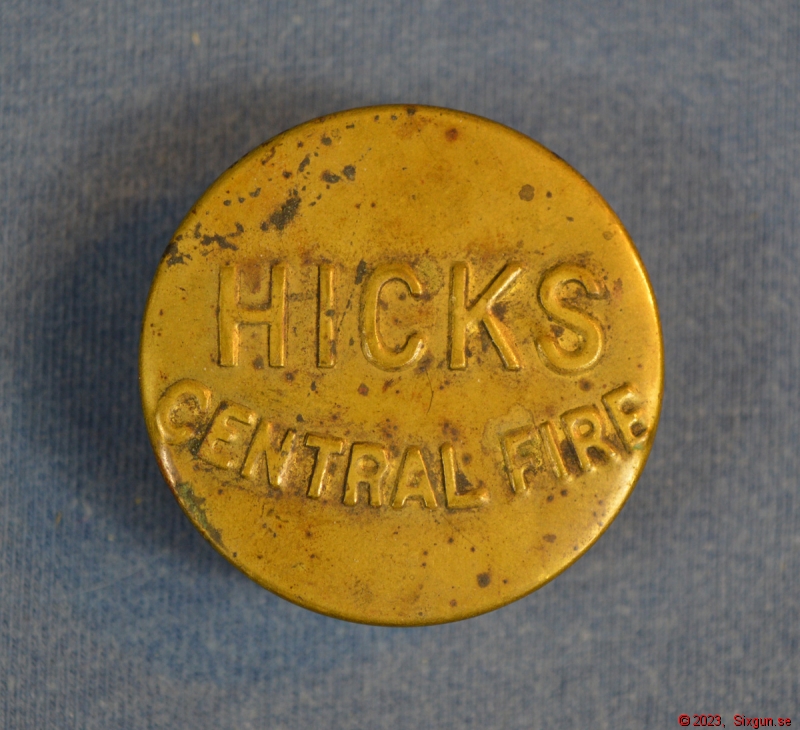 HICKS
CENTRAL FIRE
© 2023, Sixgun.se